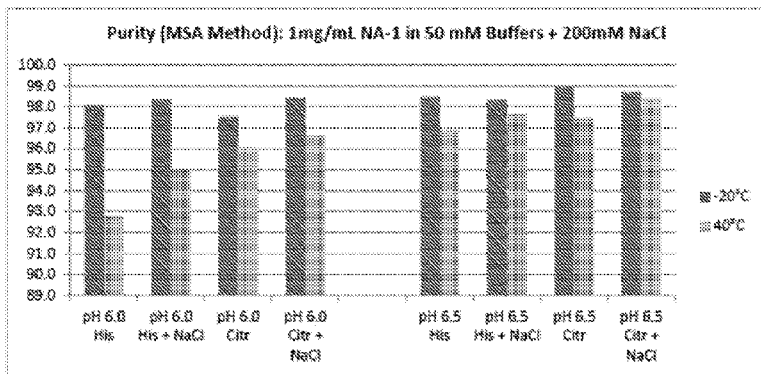 Purity (MSA Method): 1mg/mL NA-1 in 50 mM Buffers + 200mM NaCl
100.0
99.0
98.0
97.0
96.0
95.0
94.0
93.0
92.0
91.0
90.0
89.0
-20°C
40°C
pH 6.0 His
pH 6.0 His + NaCl
pH 6.0 Citr
pH 6.0 Citr + NaCl
pH 6.5 His
pH 6.5 His + NaCl
pH 6.5 Citr
pH 6.5 Citr + NaCl